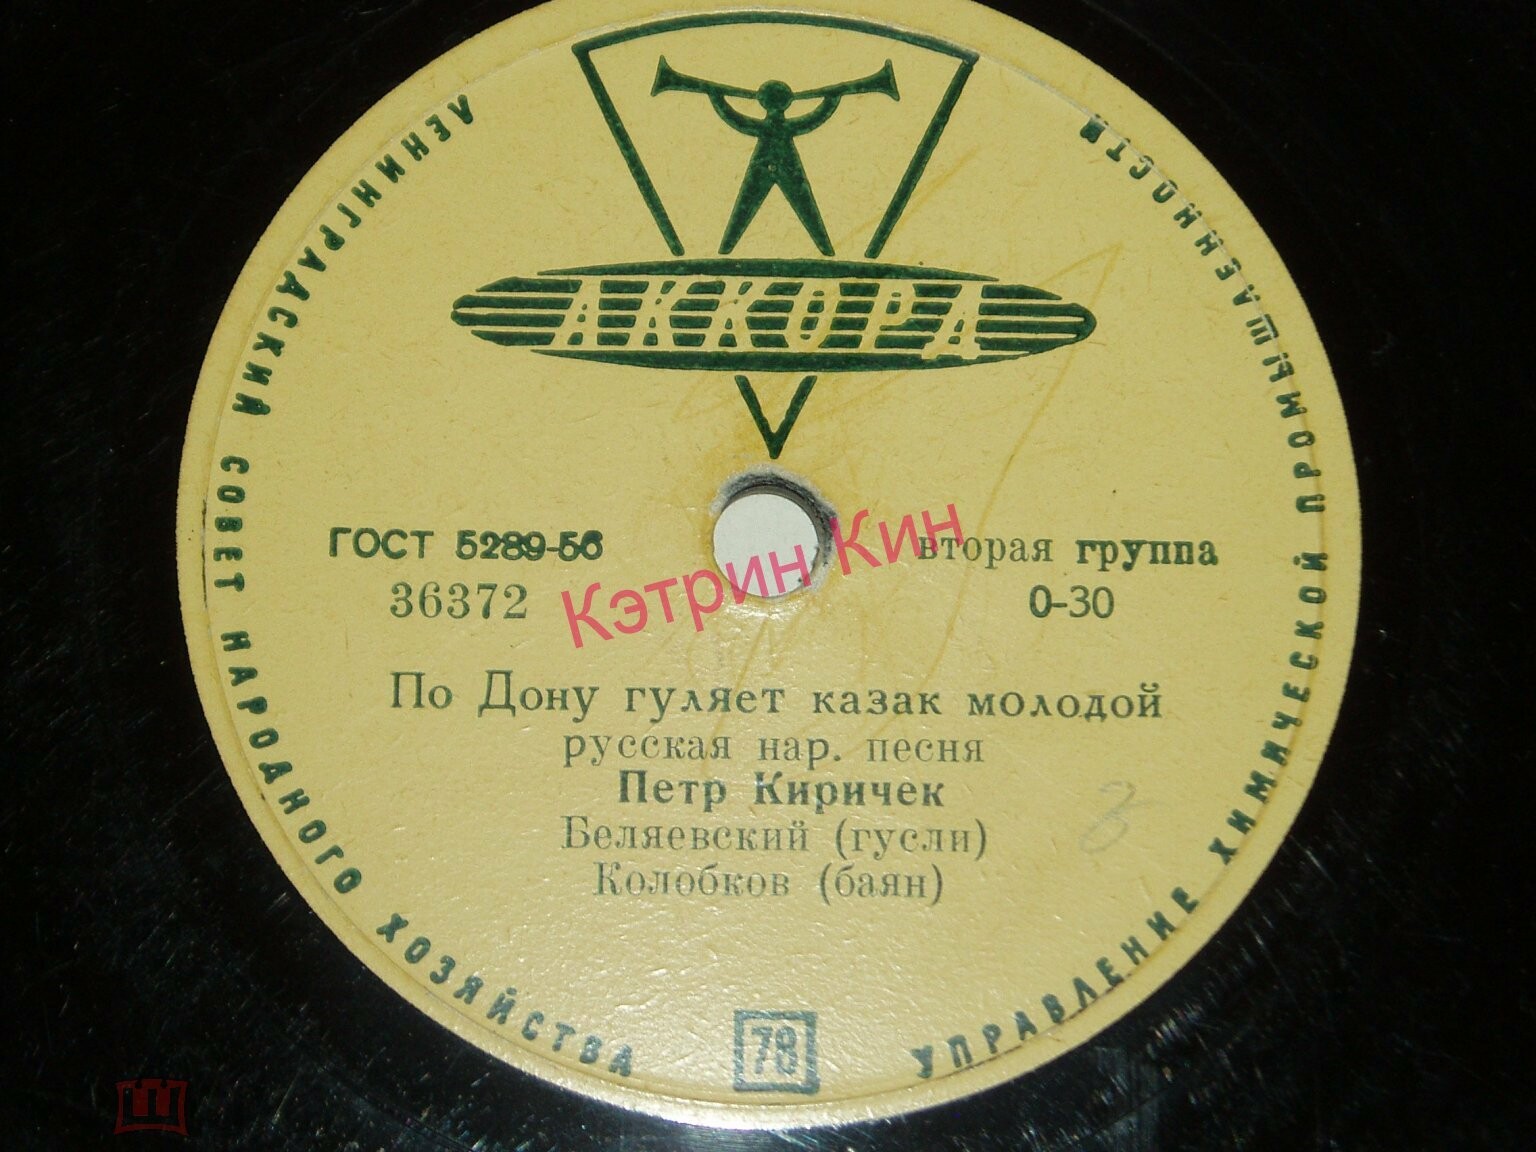 ЛЕНИНГРАДСКИЙ СОВЕТ НАРОДНОГО ХОЗЯЙСТВА
УПРАВЛЕНИЕ ХИМИЧЕСКОЙ ПРОМЫШЛЕННОСТИ
АККОРД
ГОСТ 5289-56
вторая группа
36372
0-30
Кэтрин Кин
По Дону гуляет казак молодой
русская нар. песня
Петр Киричек
Беляевский (гусли)
Колобков (баян)
3
78